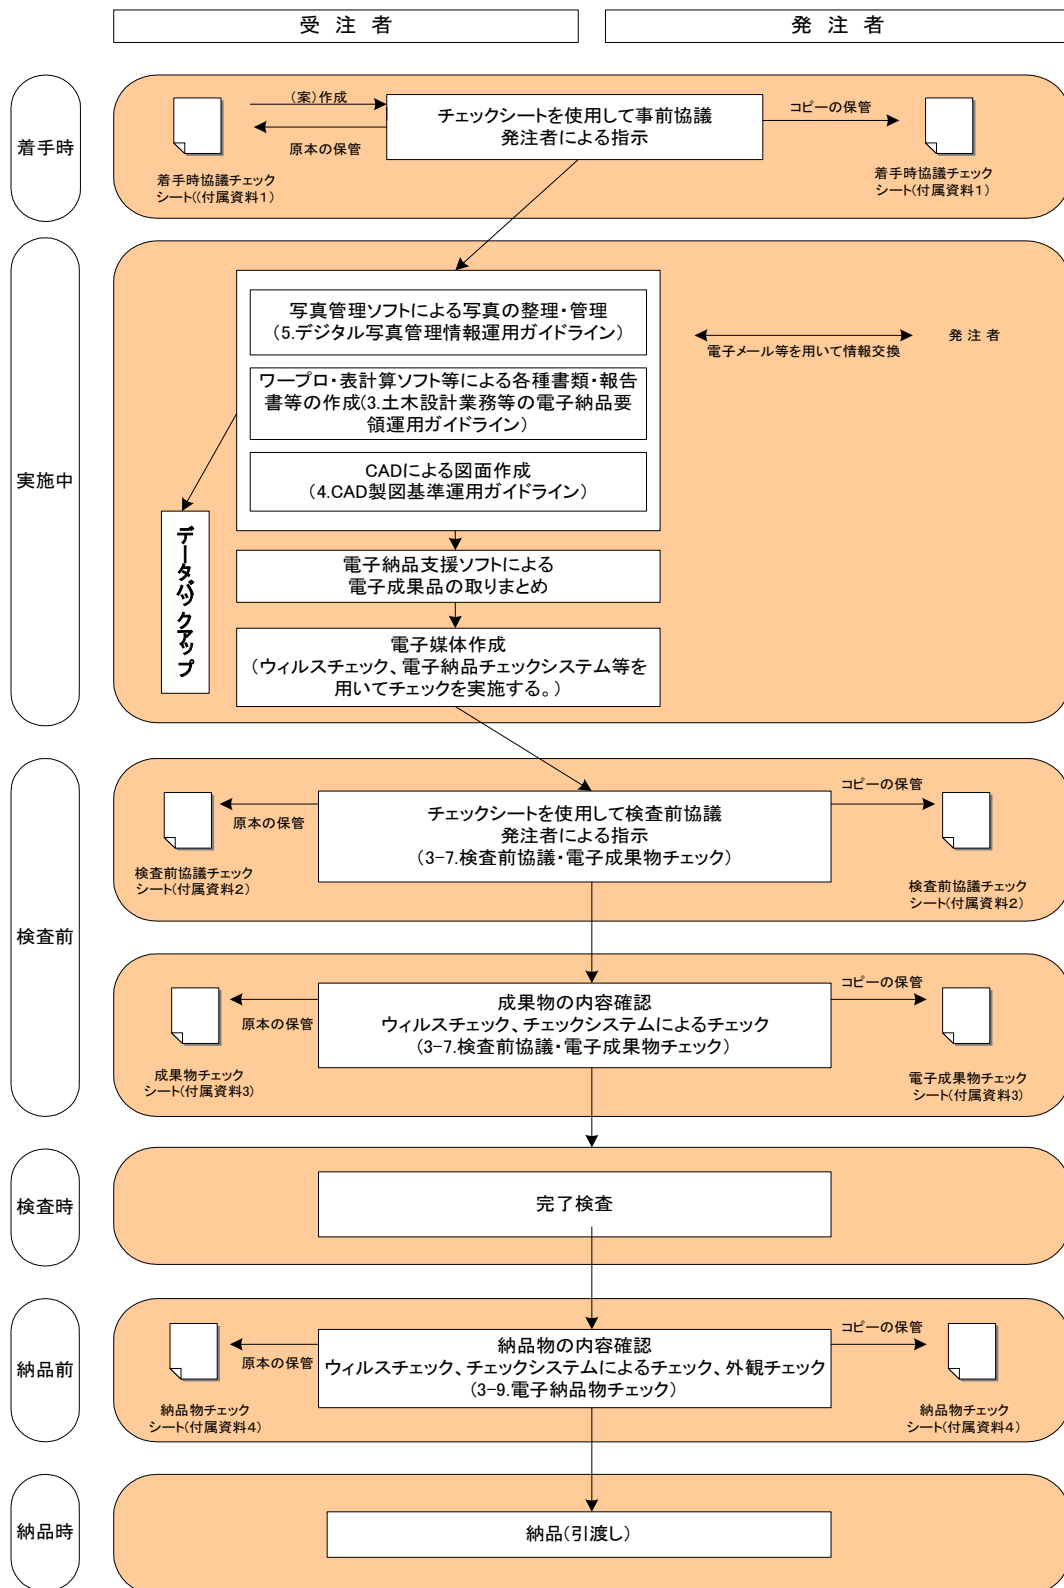 受 注 者
発 注 者
着手時
(案)作成
原本の保管
着手時協議チェック
シート((付属資料1)
チェックシートを使用して事前協議
発注者による指示
コピーの保管
着手時協議チェック
シート(付属資料1)
実施中
写真管理ソフトによる写真の整理・管理
(5.デジタル写真管理情報運用ガイドライン)
ワープロ・表計算ソフト等による各種書類・報告
書等の作成(3.土木設計業務等の電子納品要
領運用ガイドライン)
CADによる図面作成
(4.CAD製図基準運用ガイドライン)
電子メール等を用いて情報交換
発 注 者
データバックアップ
電子納品支援ソフトによる
電子成果品の取りまとめ
電子媒体作成
(ウィルスチェック、電子納品チェックシステム等を
用いてチェックを実施する。)
検査前
原本の保管
検査前協議チェック
シート(付属資料2)
チェックシートを使用して検査前協議
発注者による指示
(3-7.検査前協議・電子成果物チェック)
コピーの保管
検査前協議チェック
シート(付属資料2)
原本の保管
成果物チェック
シート(付属資料3)
成果物の内容確認
ウィルスチェック、チェックシステムによるチェック
(3-7.検査前協議・電子成果物チェック)
コピーの保管
電子成果物チェック
シート(付属資料3)
検査時
完了検査
納品前
原本の保管
納品物チェック
シート(付属資料4)
納品物の内容確認
ウィルスチェック、チェックシステムによるチェック、外観チェック
(3-9.電子納品物チェック)
コピーの保管
納品物チェック
シート(付属資料4)
納品時
納品(引渡し)